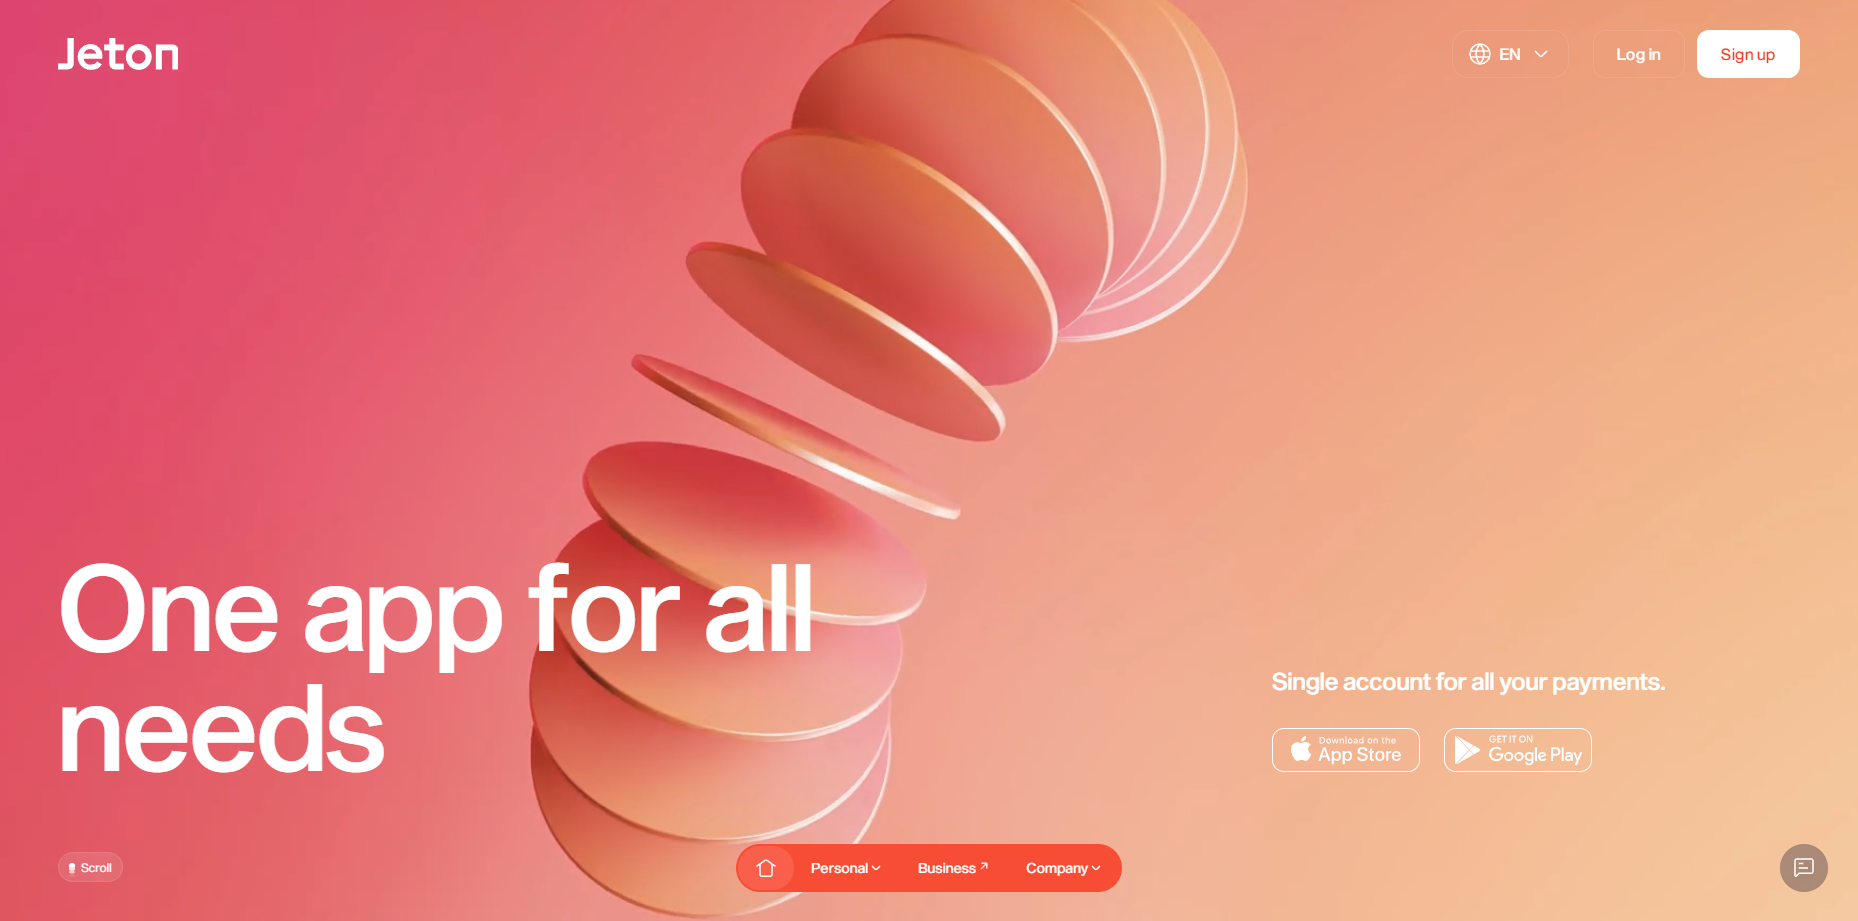 Jeton
EN
Log in
Sign up
One app for all
needs
Single account for all your payments.
Download on the
App Store
GET IT ON
Google Play
Scroll
Personal
Business
Company